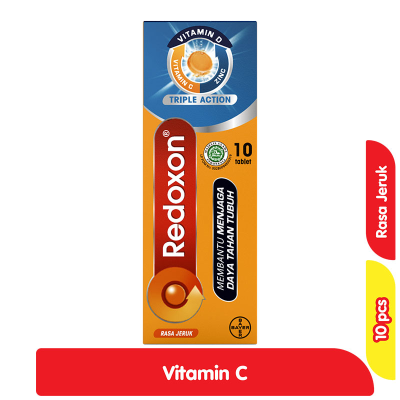 VITAMIN D
VITAMIN C
ZINC
TRIPLE ACTION
Redoxon®
10
tablet
MEMBANTU MENJAGA
DAYA TAHAN TUBUH
RASA JERUK
BAYER
Rasa Jeruk
10 pcs
Vitamin C